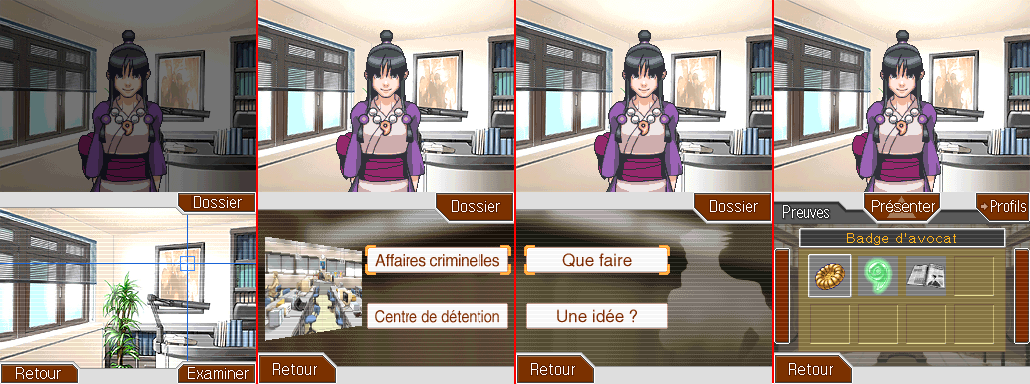 Dossier
Retour
Examiner
Dossier
Affaires criminelles
Centre de détention
Retour
Dossier
Que faire
Une idée ?
Retour
Preuves
Présenter
Profils
Badge d'avocat
Retour